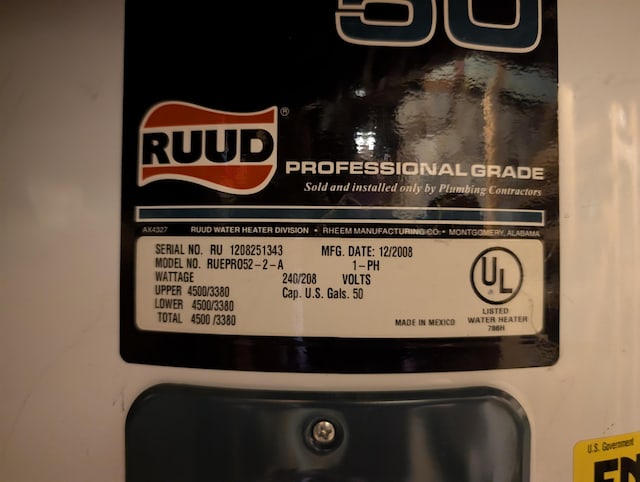 50
RUUD®
PROFESSIONAL GRADE
Sold and installed only by Plumbing Contractors
AX4327 RUUD WATER HEATER DIVISION • RHEEM MANUFACTURING CO. • MONTGOMERY, ALABAMA
SERIAL NO. RU 1208251343 MFG. DATE: 12/2008
MODEL NO. RUEPRO52-2-A 1-PH
WATTAGE 240/208 VOLTS
UPPER 4500/3380 Cap. U.S. Gals. 50
LOWER 4500/3380
TOTAL 4500/3380
MADE IN MEXICO
UL
LISTED
WATER HEATER
786H
U.S. Government